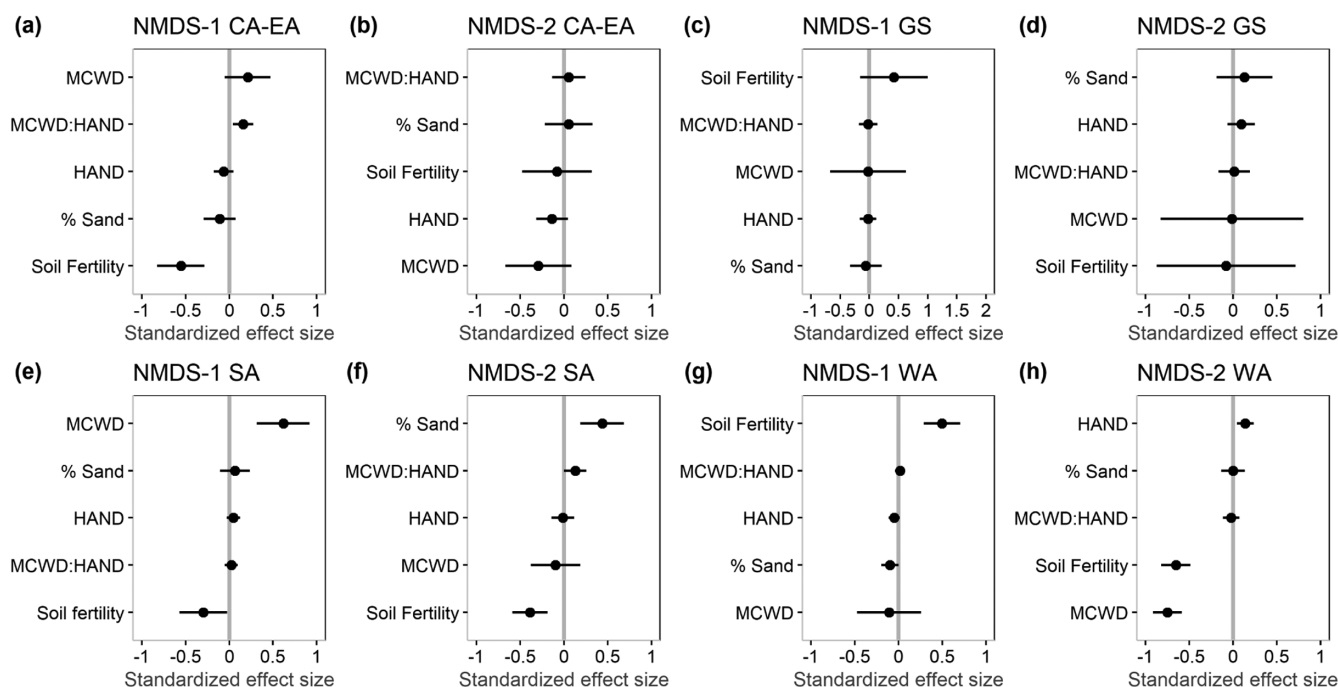 (a) NMDS-1 CA-EA
MCWD
MCWD:HAND
HAND
% Sand
Soil Fertility
-1 -0.5 0 0.5 1
Standardized effect size
(b) NMDS-2 CA-EA
MCWD:HAND
% Sand
Soil Fertility
HAND
MCWD
-1 -0.5 0 0.5 1
Standardized effect size
(c) NMDS-1 GS
Soil Fertility
MCWD:HAND
MCWD
HAND
% Sand
-1 -0.5 0 0.5 1 1.5 2
Standardized effect size
(d) NMDS-2 GS
% Sand
HAND
MCWD:HAND
MCWD
Soil Fertility
-1 -0.5 0 0.5 1
Standardized effect size
(e) NMDS-1 SA
MCWD
% Sand
HAND
MCWD:HAND
Soil fertility
-1 -0.5 0 0.5 1
Standardized effect size
(f) NMDS-2 SA
% Sand
MCWD:HAND
HAND
MCWD
Soil Fertility
-1 -0.5 0 0.5 1
Standardized effect size
(g) NMDS-1 WA
Soil Fertility
MCWD:HAND
HAND
% Sand
MCWD
-1 -0.5 0 0.5 1
Standardized effect size
(h) NMDS-2 WA
HAND
% Sand
MCWD:HAND
Soil Fertility
MCWD
-1 -0.5 0 0.5 1
Standardized effect size